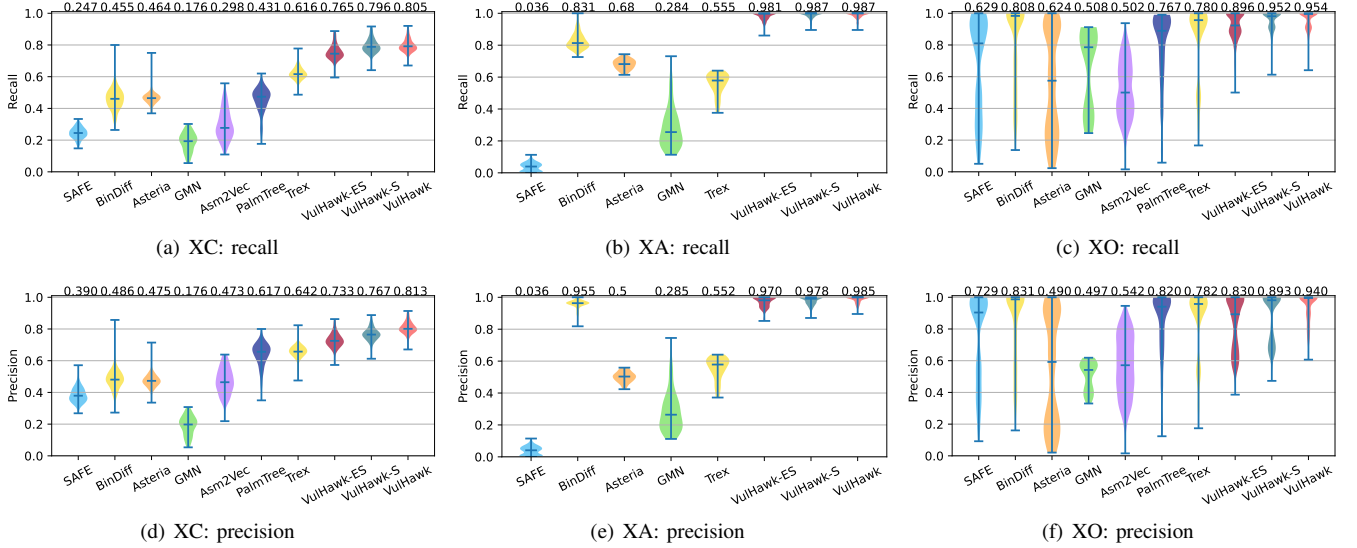 0.247 0.455 0.464 0.176 0.298 0.431 0.616 0.765 0.796 0.805
1.0
0.8
0.6
0.4
0.2
0.0
Recall
SAFE BinDiff Asteria GMN Asm2Vec PalmTree Trex VulHawk-ES VulHawk-S VulHawk
(a) XC: recall
0.036 0.831 0.68 0.284 0.555 0.981 0.987 0.987
1.0
0.8
0.6
0.4
0.2
0.0
Recall
SAFE BinDiff Asteria GMN Trex VulHawk-ES VulHawk-S VulHawk
(b) XA: recall
0.629 0.808 0.624 0.508 0.502 0.767 0.780 0.896 0.952 0.954
1.0
0.8
0.6
0.4
0.2
0.0
Recall
SAFE BinDiff Asteria GMN Asm2Vec PalmTree Trex VulHawk-ES VulHawk-S VulHawk
(c) XO: recall
0.390 0.486 0.475 0.176 0.473 0.617 0.642 0.733 0.767 0.813
1.0
0.8
0.6
0.4
0.2
0.0
Precision
SAFE BinDiff Asteria GMN Asm2Vec PalmTree Trex VulHawk-ES VulHawk-S VulHawk
(d) XC: precision
0.036 0.955 0.5 0.285 0.552 0.970 0.978 0.985
1.0
0.8
0.6
0.4
0.2
0.0
Precision
SAFE BinDiff Asteria GMN Trex VulHawk-ES VulHawk-S VulHawk
(e) XA: precision
0.729 0.831 0.490 0.497 0.542 0.820 0.782 0.830 0.893 0.940
1.0
0.8
0.6
0.4
0.2
0.0
Precision
SAFE BinDiff Asteria GMN Asm2Vec PalmTree Trex VulHawk-ES VulHawk-S VulHawk
(f) XO: precision